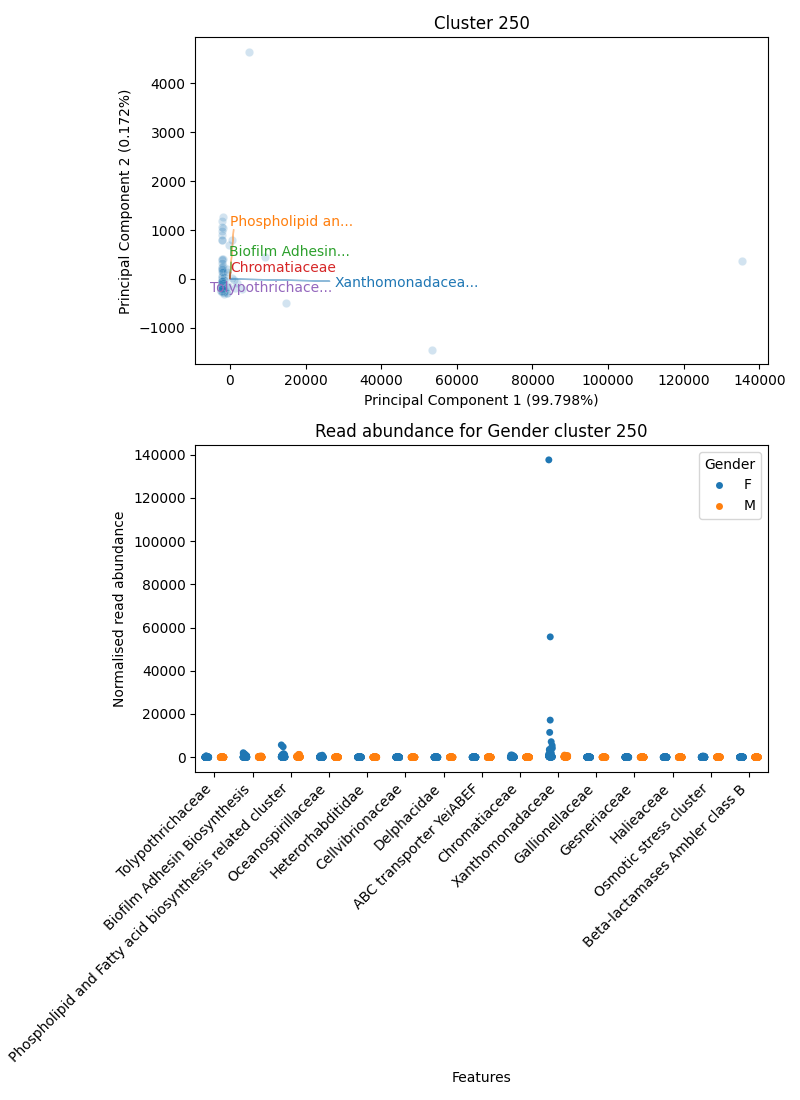 Cluster 250
Principal Component 2 (0.172%)
4000
3000
2000
1000
0
−1000
Phospholipid an...
Biofilm Adhesin...
Chromatiaceae
Xanthomonadacea...
Tolypothrichace...
0 20000 40000 60000 80000 100000 120000 140000
Principal Component 1 (99.798%)
Read abundance for Gender cluster 250
Normalised read abundance
140000
120000
100000
80000
60000
40000
20000
0
Gender
F
M
Tolypothrichaceae
Biofilm Adhesin Biosynthesis
Phospholipid and Fatty acid biosynthesis related cluster
Oceanospirillaceae
Heterorhabditidae
Cellvibrionaceae
Delphacidae
ABC transporter YeiABEF
Chromatiaceae
Xanthomonadaceae
Gallionellaceae
Gesneriaceae
Halieaceae
Osmotic stress cluster
Beta-lactamases Ambler class B
Features